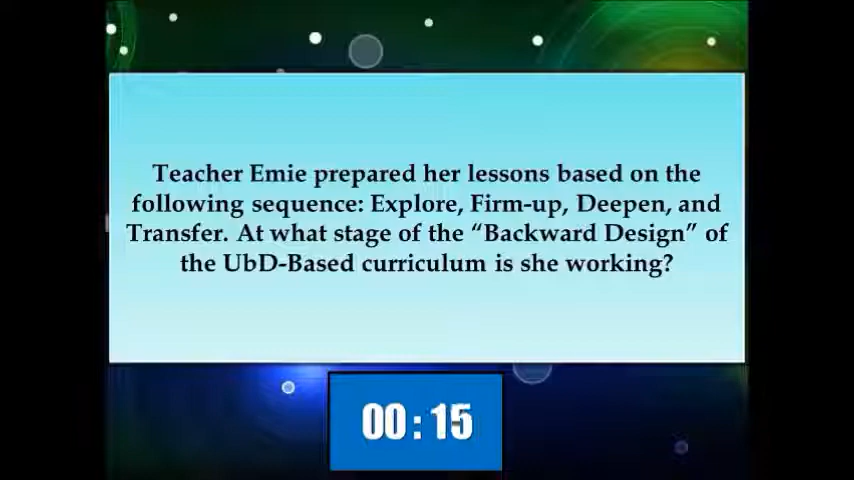 Teacher Emie prepared her lessons based on the
following sequence: Explore, Firm-up, Deepen, and
Transfer. At what stage of the “Backward Design” of
the UbD-Based curriculum is she working?
00:15